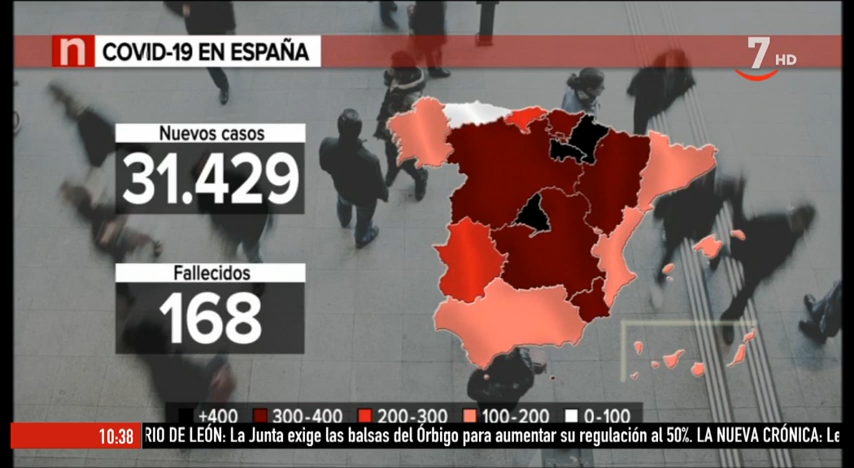 n COVID-19 EN ESPAÑA
7 HD
Nuevos casos
31.429
Fallecidos
168
+400 300-400 200-300 100-200 0-100
10:38 RIO DE LEÓN: La Junta exige las balsas del Órbigo para aumentar su regulación al 50%. LA NUEVA CRÓNICA: Le